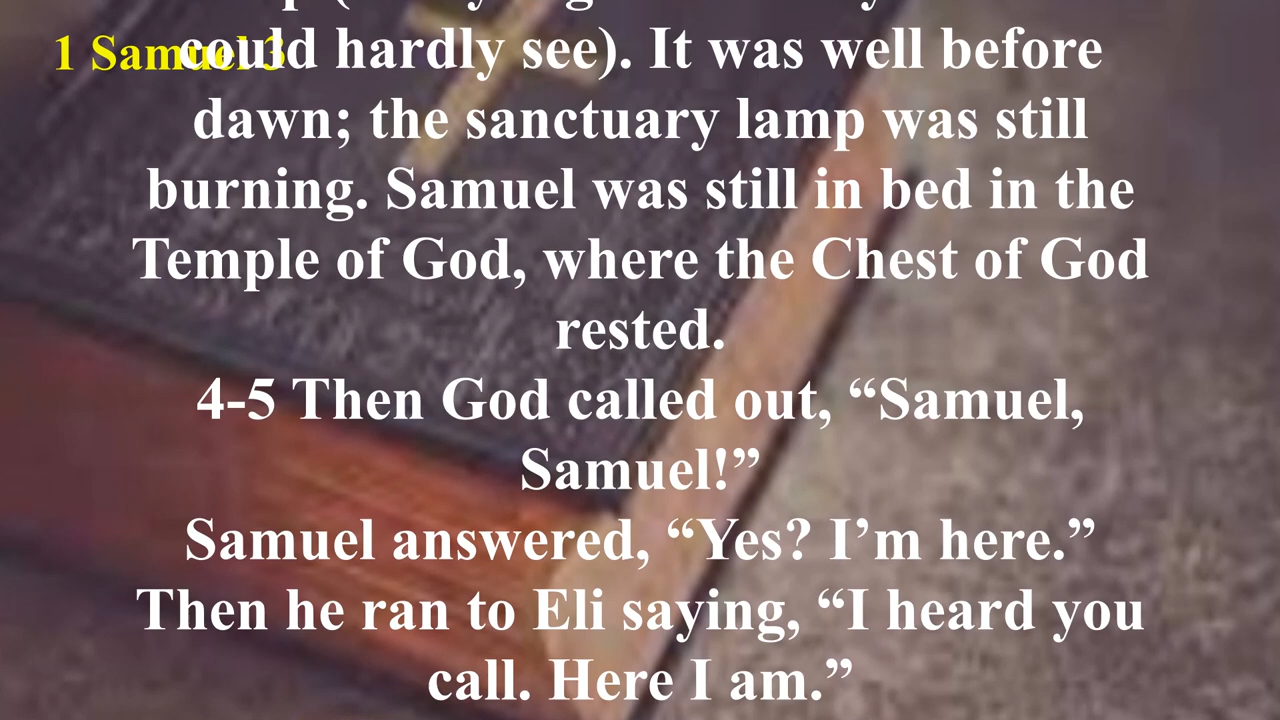 1 Samuel 3
could hardly see). It was well before
dawn; the sanctuary lamp was still
burning. Samuel was still in bed in the
Temple of God, where the Chest of God
rested.
4-5 Then God called out, “Samuel,
Samuel!”
Samuel answered, “Yes? I’m here.”
Then he ran to Eli saying, “I heard you
call. Here I am.”